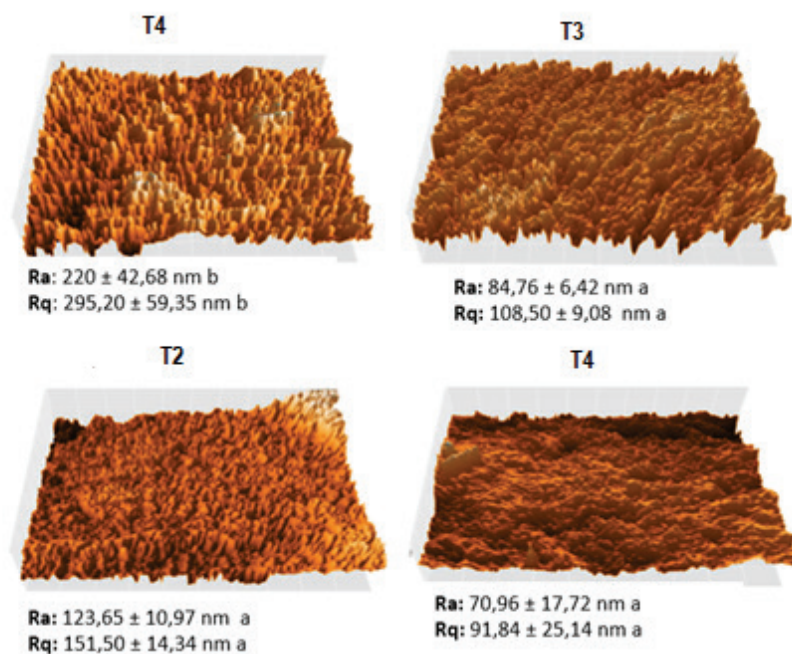 T4
T3
Ra: 220 ± 42,68 nm b
Rq: 295,20 ± 59,35 nm b
Ra: 84,76 ± 6,42 nm a
Rq: 108,50 ± 9,08 nm a
T2
T4
Ra: 123,65 ± 10,97 nm a
Rq: 151,50 ± 14,34 nm a
Ra: 70,96 ± 17,72 nm a
Rq: 91,84 ± 25,14 nm a